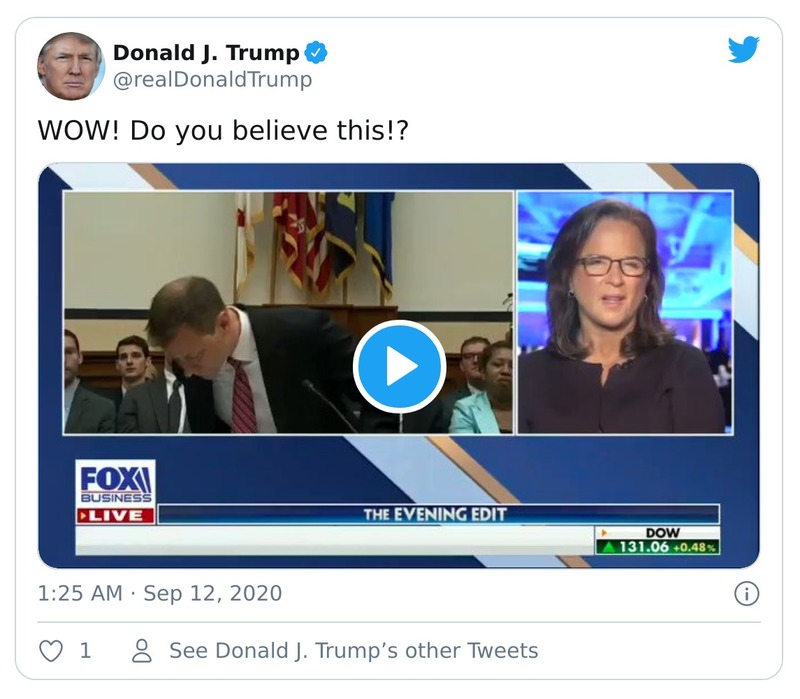 Donald J. Trump
@realDonaldTrump
WOW! Do you believe this!?
FOX
BUSINESS
LIVE
THE EVENING EDIT
DOW
131.06 +0.48%
1:25 AM · Sep 12, 2020
1
See Donald J. Trump’s other Tweets